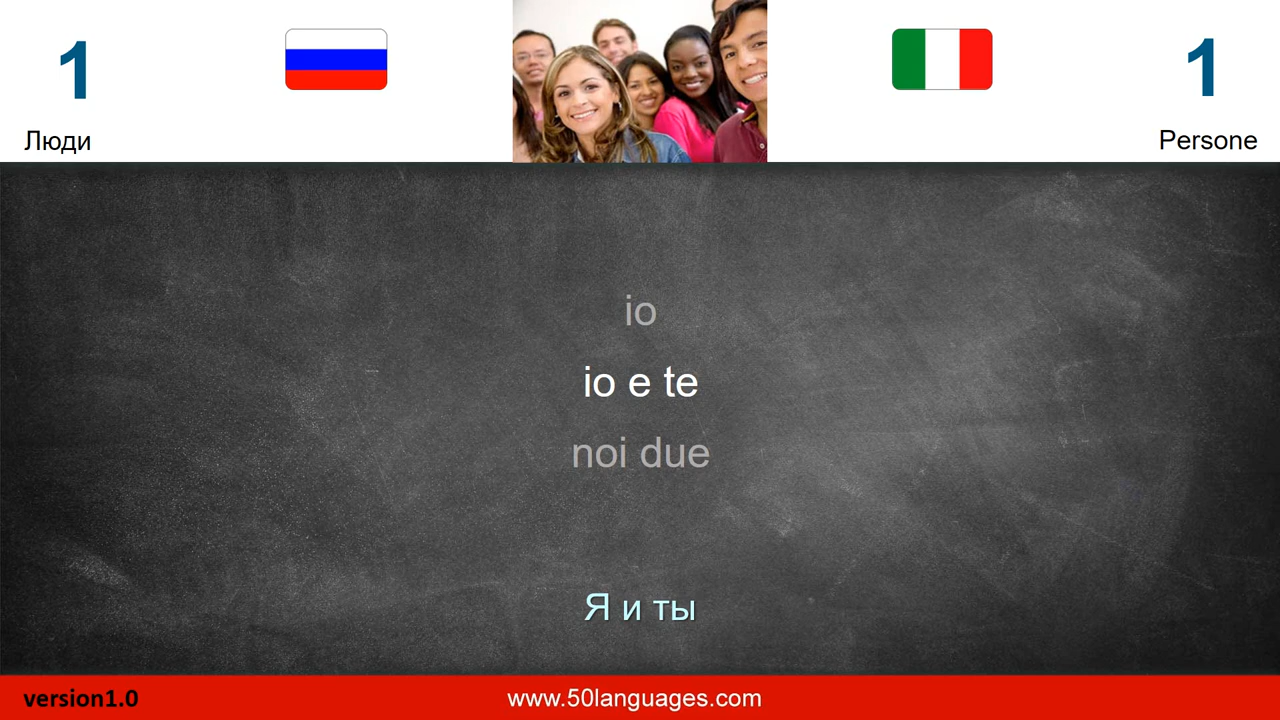 1
1
Люди
Persone
io
io e te
noi due
Я и ты
version1.0
www.50languages.com